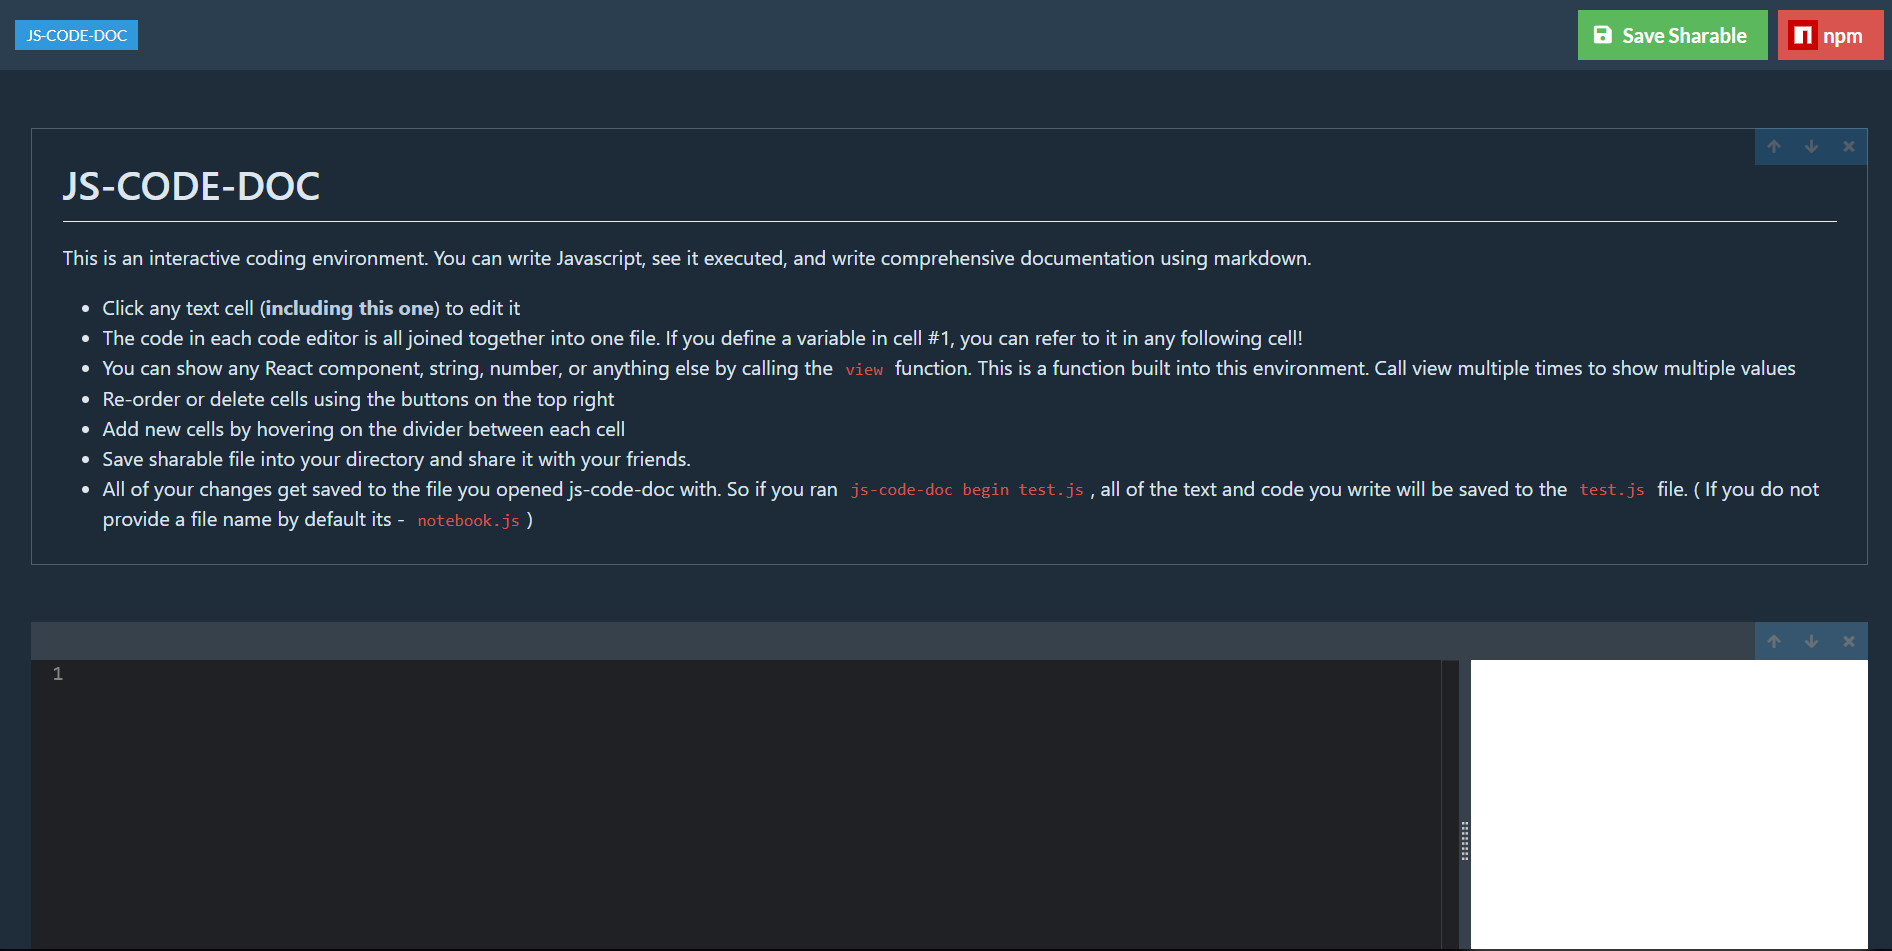 JS-CODE-DOC
Save Sharable
npm
JS-CODE-DOC
This is an interactive coding environment. You can write Javascript, see it executed, and write comprehensive documentation using markdown.
Click any text cell (including this one) to edit it
The code in each code editor is all joined together into one file. If you define a variable in cell #1, you can refer to it in any following cell!
You can show any React component, string, number, or anything else by calling the view function. This is a function built into this environment. Call view multiple times to show multiple values
Re-order or delete cells using the buttons on the top right
Add new cells by hovering on the divider between each cell
Save sharable file into your directory and share it with your friends.
All of your changes get saved to the file you opened js-code-doc with. So if you ran js-code-doc begin test.js , all of the text and code you write will be saved to the test.js file. ( If you do not
provide a file name by default its - notebook.js )
1